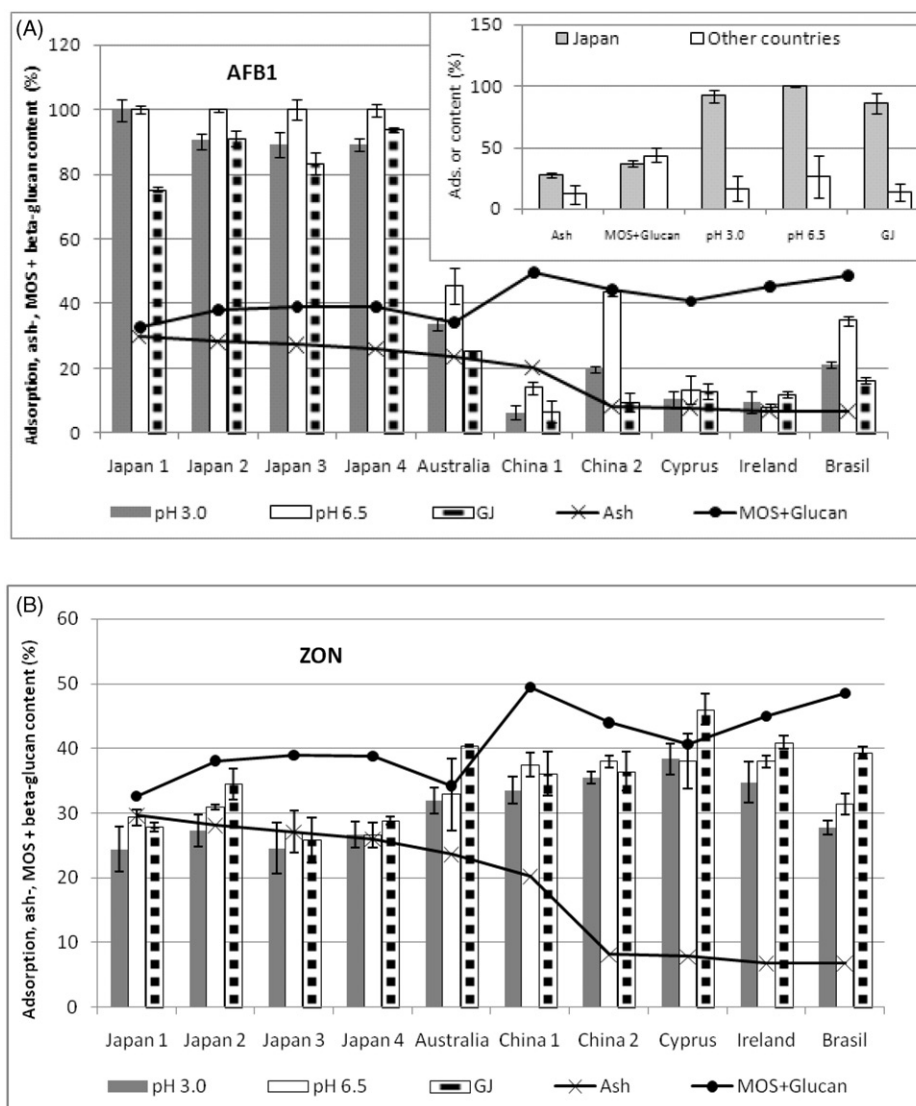 (A)
AFB1
Adsorption, ash-, MOS + beta-glucan content (%)
120
100
80
60
40
20
0
Japan 1 Japan 2 Japan 3 Japan 4 Australia China 1 China 2 Cyprus Ireland Brasil
pH 3.0 pH 6.5 GJ Ash MOS+Glucan
Ads. or content (%)
150
100
50
0
Japan Other countries
Ash MOS+Glucan pH 3.0 pH 6.5 GJ
(B)
ZON
Adsorption, ash-, MOS + beta-glucan content (%)
60
50
40
30
20
10
0
Japan 1 Japan 2 Japan 3 Japan 4 Australia China 1 China 2 Cyprus Ireland Brasil
pH 3.0 pH 6.5 GJ Ash MOS+Glucan